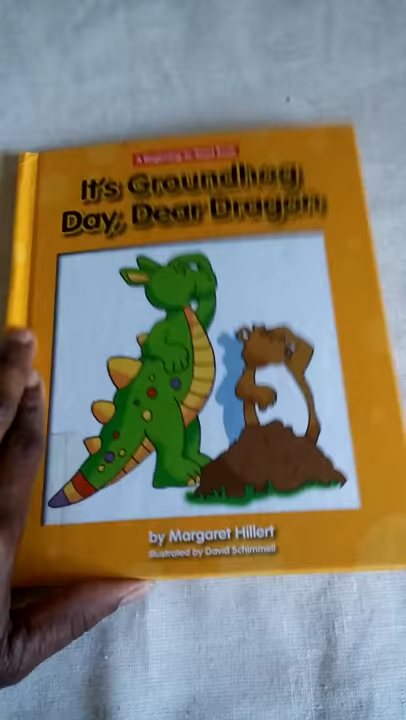 A Beginning to Read Book
It's Groundhog
Day, Dear Dragon
by Margaret Hillert
Illustrated by David Schimmell